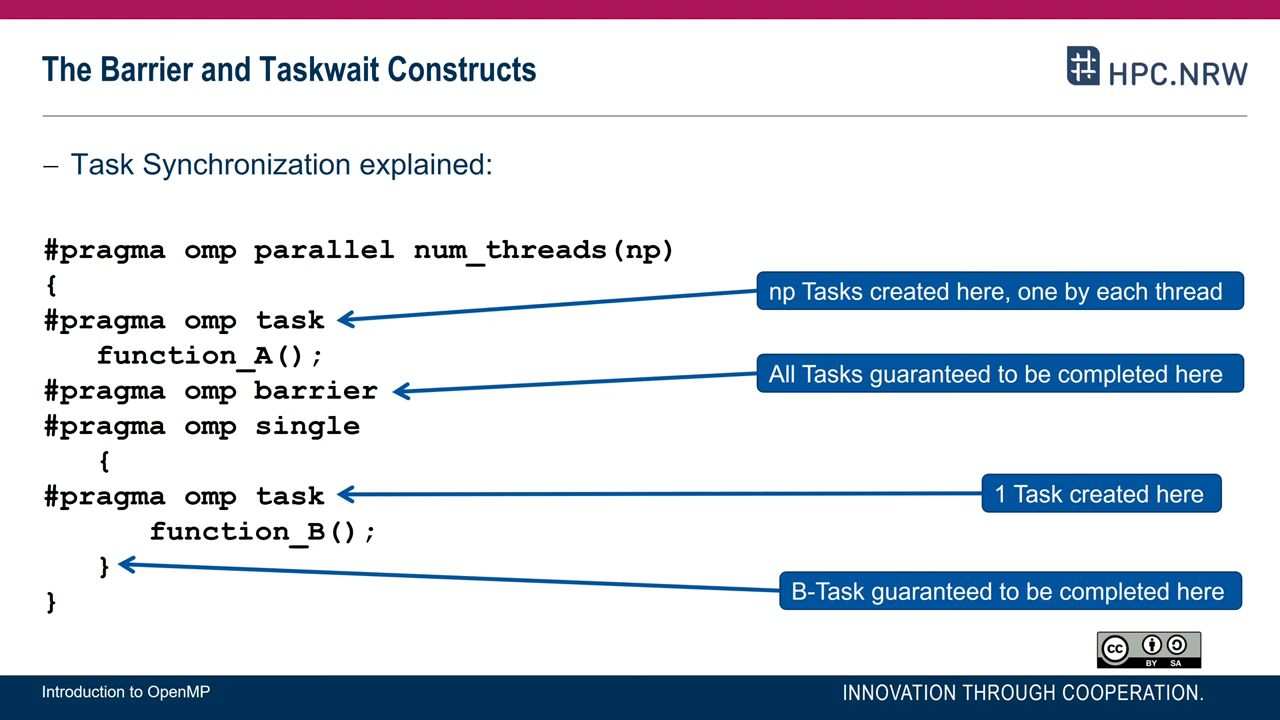 The Barrier and Taskwait Constructs
HPC.NRW
– Task Synchronization explained:
#pragma omp parallel num_threads(np)
{
np Tasks created here, one by each thread
#pragma omp task
function_A();
All Tasks guaranteed to be completed here
#pragma omp barrier
#pragma omp single
{
#pragma omp task
1 Task created here
function_B();
}
B-Task guaranteed to be completed here
}
cc
BY SA
Introduction to OpenMP
INNOVATION THROUGH COOPERATION.